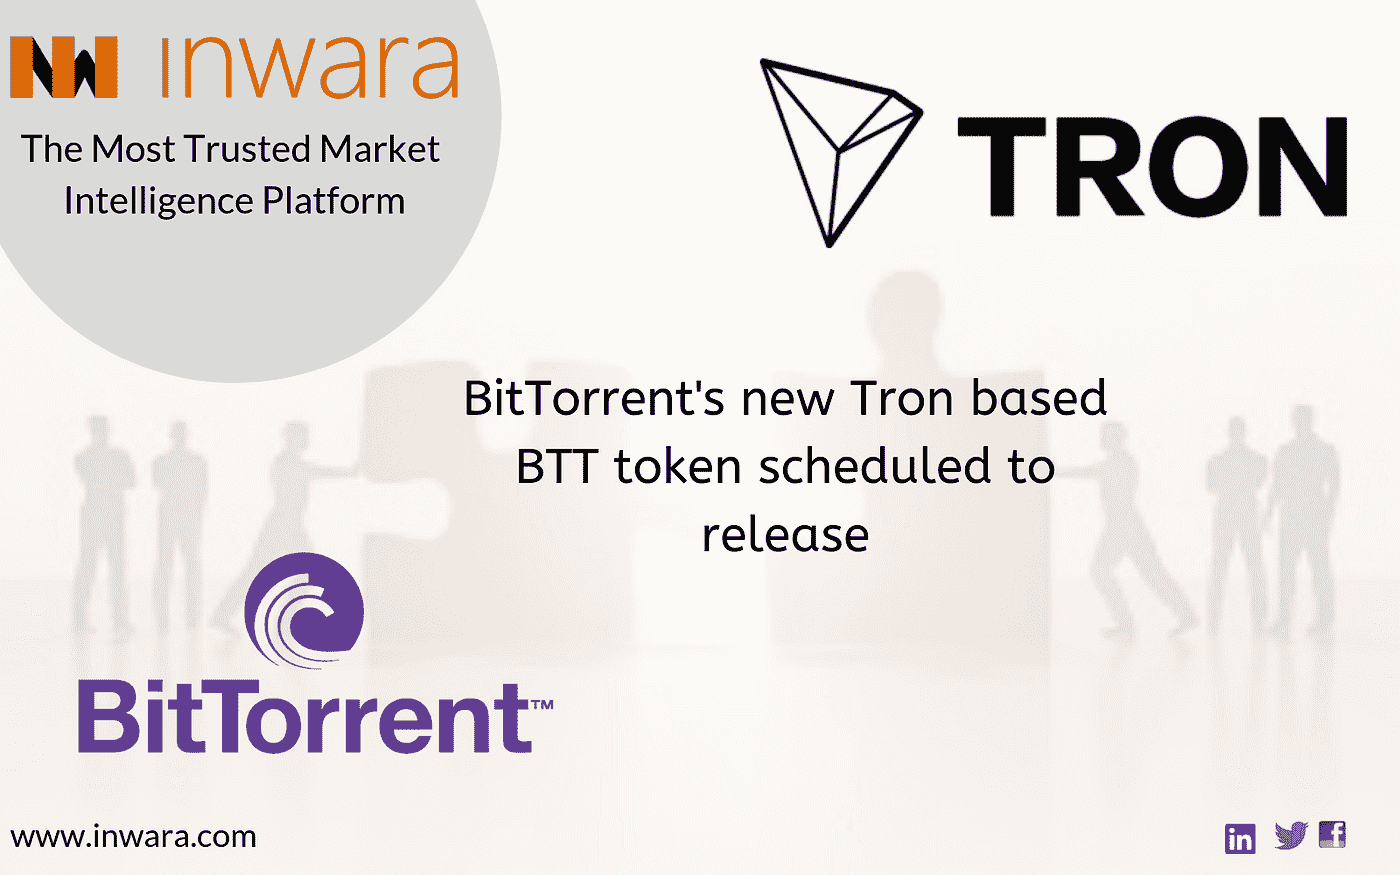 inwara
The Most Trusted Market
Intelligence Platform
TRON
BitTorrent's new Tron based
BTT token scheduled to
release
BitTorrent™
www.inwara.com
in
f